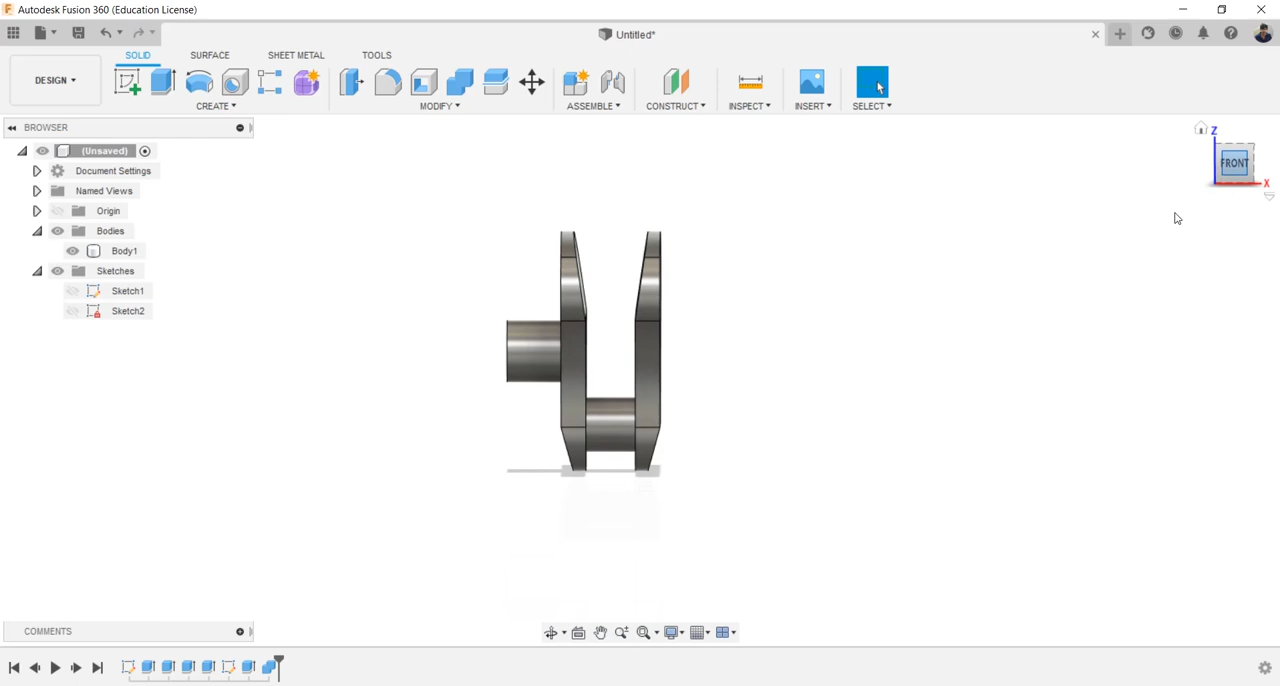 Autodesk Fusion 360 (Education License)
Untitled*
SOLID SURFACE SHEET METAL TOOLS
DESIGN
CREATE MODIFY ASSEMBLE CONSTRUCT INSPECT INSERT SELECT
BROWSER
(Unsaved)
Document Settings
Named Views
Origin
Bodies
Body1
Sketches
Sketch1
Sketch2
Z
FRONT
X
COMMENTS